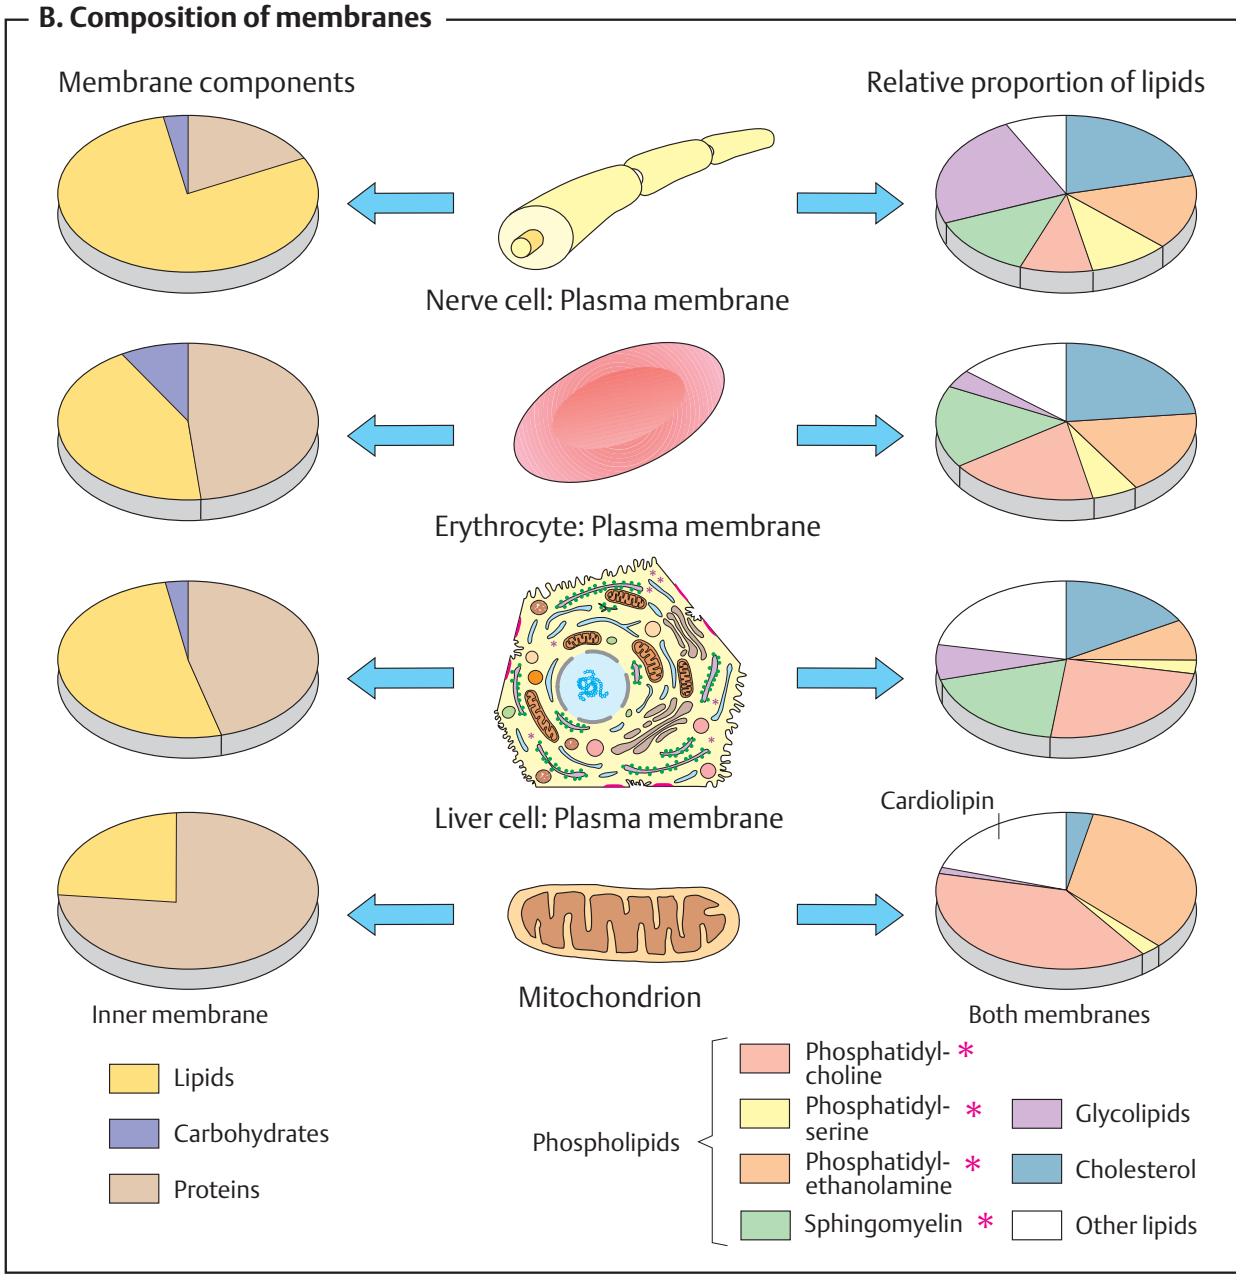 B. Composition of membranes
Membrane components
Relative proportion of lipids
Nerve cell: Plasma membrane
Erythrocyte: Plasma membrane
Liver cell: Plasma membrane
Cardiolipin
Mitochondrion
Inner membrane
Both membranes
Lipids
Carbohydrates
Proteins
Phospholipids
Phosphatidyl- *
choline
Phosphatidyl- *
serine
Phosphatidyl- *
ethanolamine
Sphingomyelin *
Glycolipids
Cholesterol
Other lipids